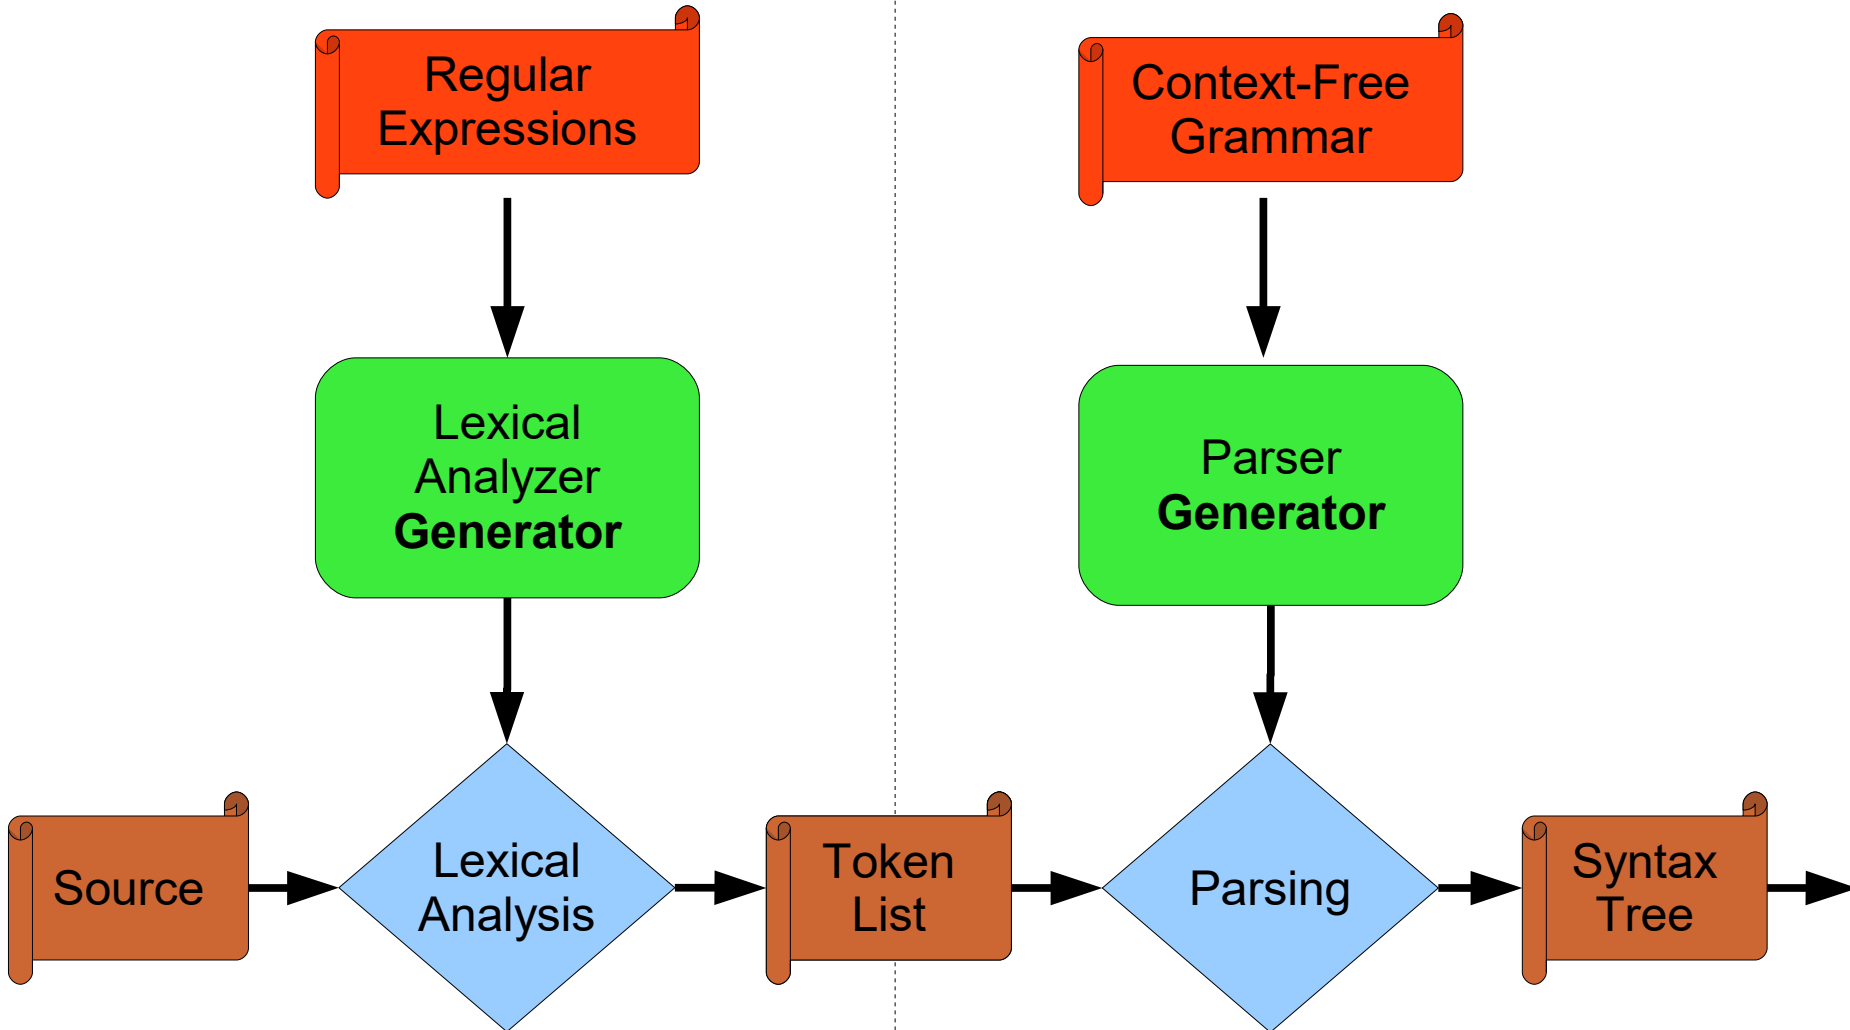 Regular
Expressions
Context-Free
Grammar
Lexical
Analyzer
Generator
Parser
Generator
Source
Lexical
Analysis
Token
List
Parsing
Syntax
Tree